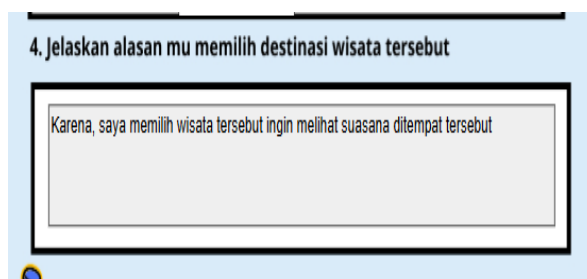 4. Jelaskan alasan mu memilih destinasi wisata tersebut
Karena, saya memilih wisata tersebut ingin melihat suasana ditempat tersebut